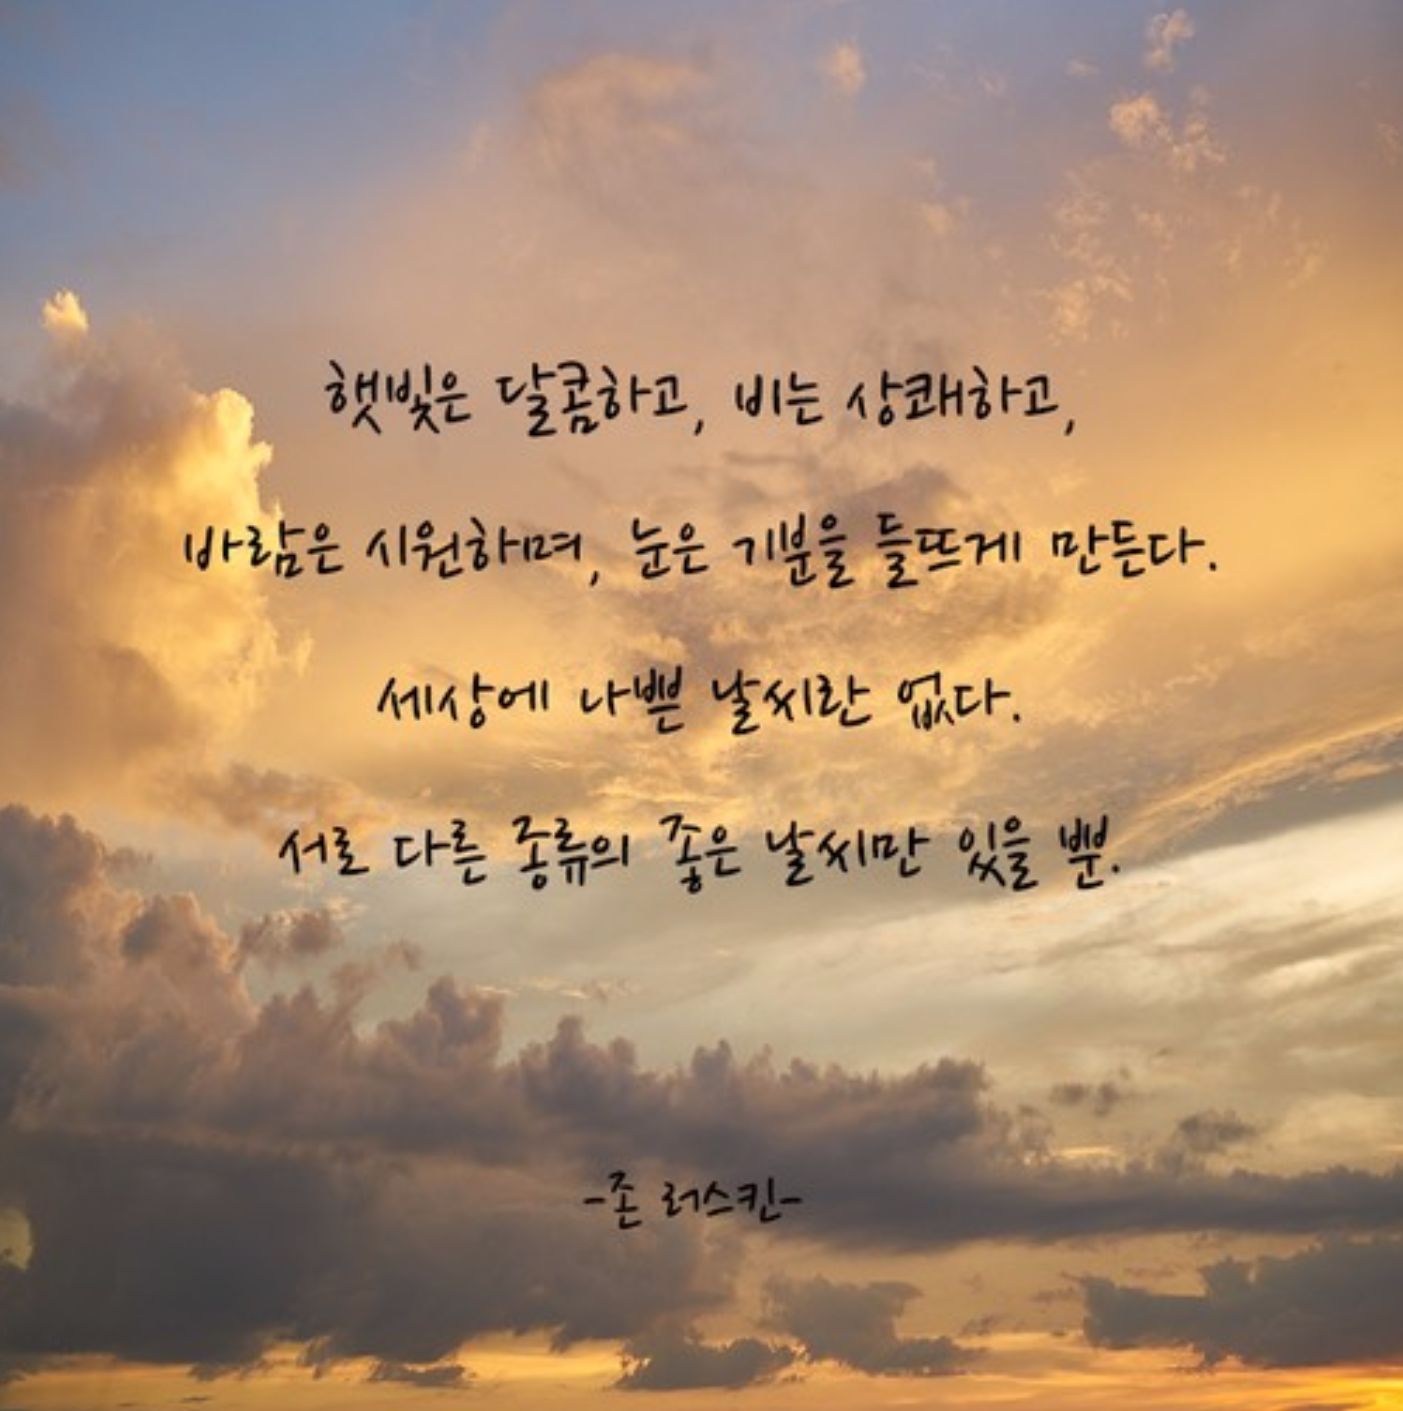 햇빛은 달콤하고, 비는 상쾌하고,
바람은 시원하며, 눈은 기분을 들뜨게 만든다.
세상에 나쁜 날씨란 없다.
서로 다른 종류의 좋은 날씨만 있을 뿐.
-존 러스킨-